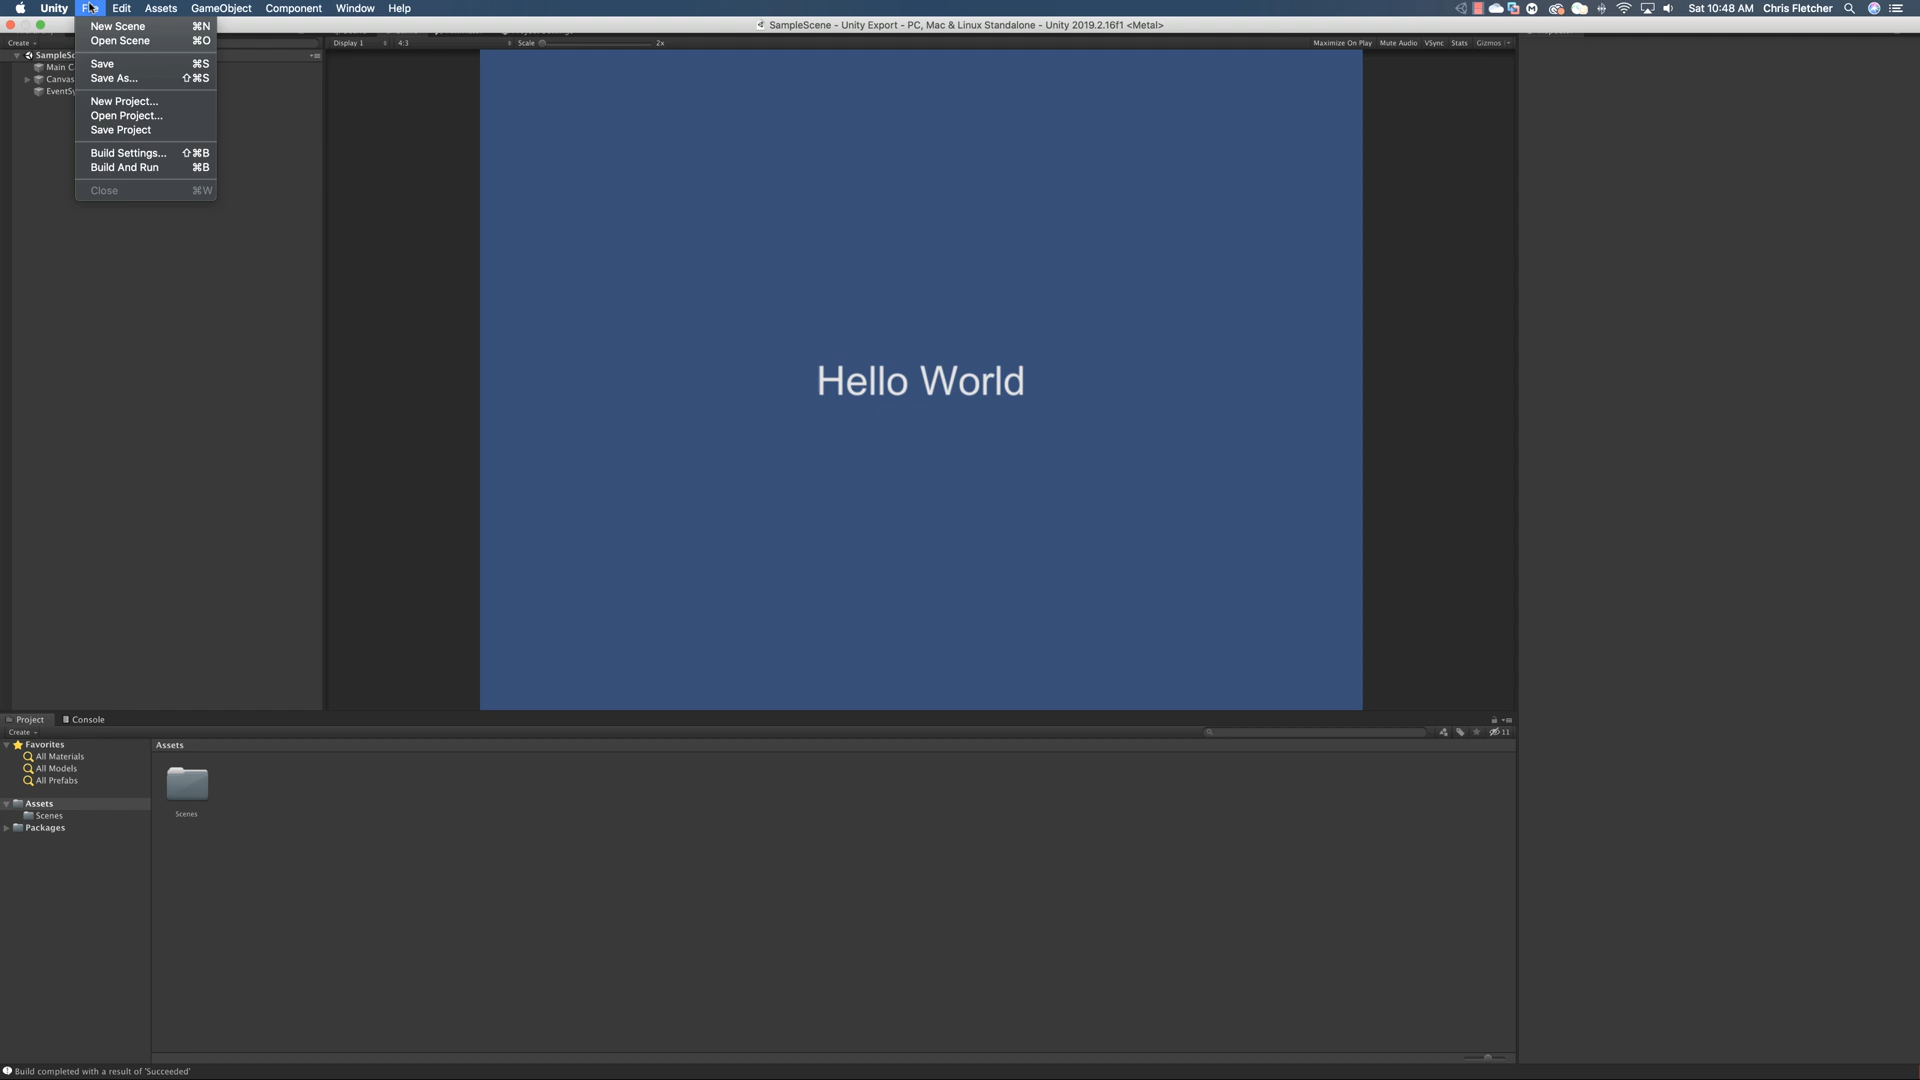 Unity File Edit Assets GameObject Component Window Help
Sat 10:48 AM Chris Fletcher
SampleScene - Unity Export - PC, Mac & Linux Standalone - Unity 2019.2.16f1 <Metal>
New Scene ⌘N
Open Scene ⌘O
Save ⌘S
Save As... ⇧⌘S
New Project...
Open Project...
Save Project
Build Settings... ⇧⌘B
Build And Run ⌘B
Close ⌘W
Create
SampleSc
Main C
Canvas
EventSy
Display 1 4:3 Scale 2x
Maximize On Play Mute Audio VSync Stats Gizmos
Hello World
Project Console
Create
11
Favorites
All Materials
All Models
All Prefabs
Assets
Scenes
Packages
Assets
Scenes
Build completed with a result of 'Succeeded'